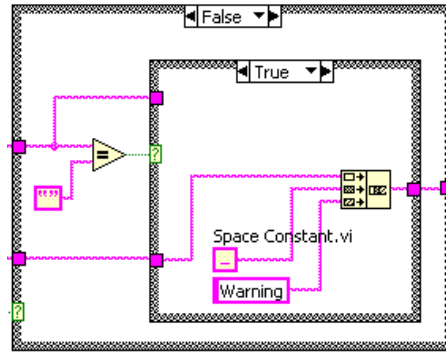 False
True
=
?
""
Space Constant.vi
Warning
?